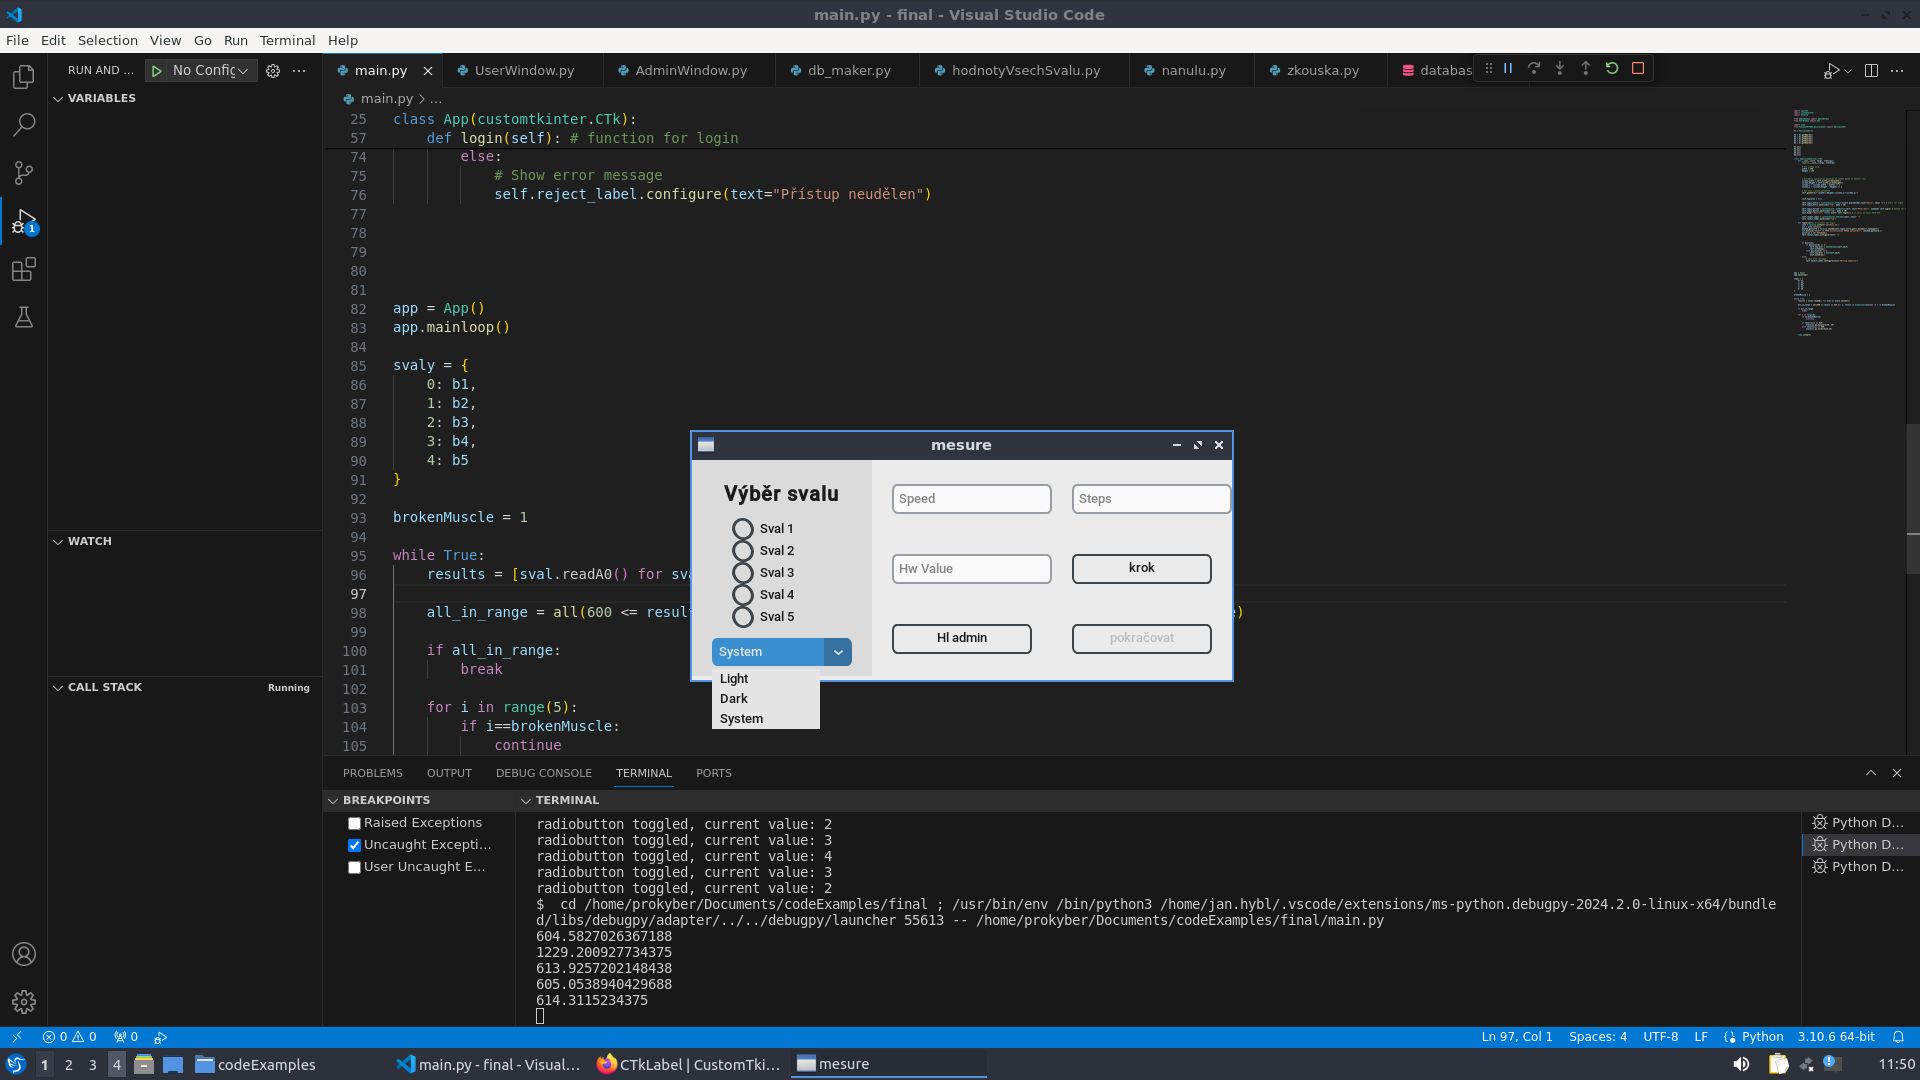 main.py - final - Visual Studio Code
File Edit Selection View Go Run Terminal Help
RUN AND ... No Config
main.py UserWindow.py AdminWindow.py db_maker.py hodnotyVsechSvalu.py nanulu.py zkouska.py databas
VARIABLES
main.py > ...
25 class App(customtkinter.CTk):
57 def login(self): # function for login
74 else:
75 # Show error message
76 self.reject_label.configure(text="Přístup neudělen")
77
78
79
80
81
82 app = App()
83 app.mainloop()
84
85 svaly = {
86 0: b1,
87 1: b2,
88 2: b3,
89 3: b4,
90 4: b5
91 }
92
93 brokenMuscle = 1
94
95 while True:
96 results = [sval.readA0() for sva
97
98 all_in_range = all(600 <= resul )
99
100 if all_in_range:
101 break
102
103 for i in range(5):
104 if i==brokenMuscle:
105 continue
WATCH
CALL STACK Running
mesure
Výběr svalu
Sval 1
Sval 2
Sval 3
Sval 4
Sval 5
System
Light
Dark
System
Speed Steps
Hw Value krok
Hl admin pokračovat
PROBLEMS OUTPUT DEBUG CONSOLE TERMINAL PORTS
BREAKPOINTS
Raised Exceptions
Uncaught Excepti...
User Uncaught E...
TERMINAL
radiobutton toggled, current value: 2
radiobutton toggled, current value: 3
radiobutton toggled, current value: 4
radiobutton toggled, current value: 3
radiobutton toggled, current value: 2
$ cd /home/prokyber/Documents/codeExamples/final ; /usr/bin/env /bin/python3 /home/jan.hybl/.vscode/extensions/ms-python.debugpy-2024.2.0-linux-x64/bundle
d/libs/debugpy/adapter/../../debugpy/launcher 55613 -- /home/prokyber/Documents/codeExamples/final/main.py
604.5827026367188
1229.200927734375
613.9257202148438
605.0538940429688
614.3115234375
Python D...
Python D...
Python D...
1
0 0 0 Ln 97, Col 1 Spaces: 4 UTF-8 LF Python 3.10.6 64-bit
1 2 3 4 codeExamples main.py - final - Visual... CTkLabel | CustomTki... mesure 11:50